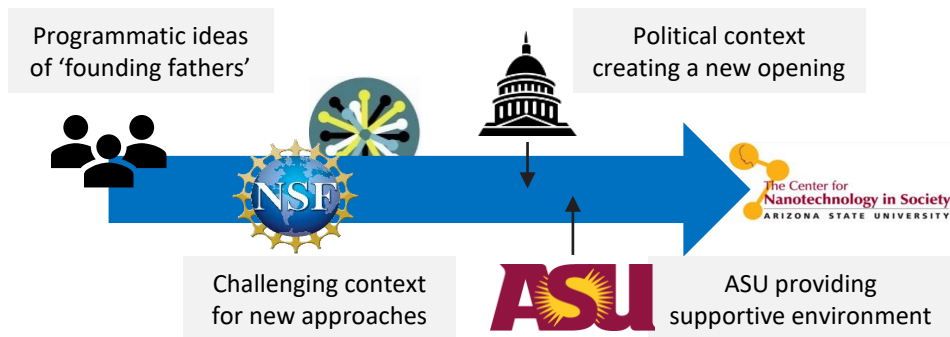 Programmatic ideas
of ‘founding fathers’
Political context
creating a new opening
NSF
The Center for
Nanotechnology in Society
ARIZONA STATE UNIVERSITY
Challenging context
for new approaches
ASU
ASU providing
supportive environment